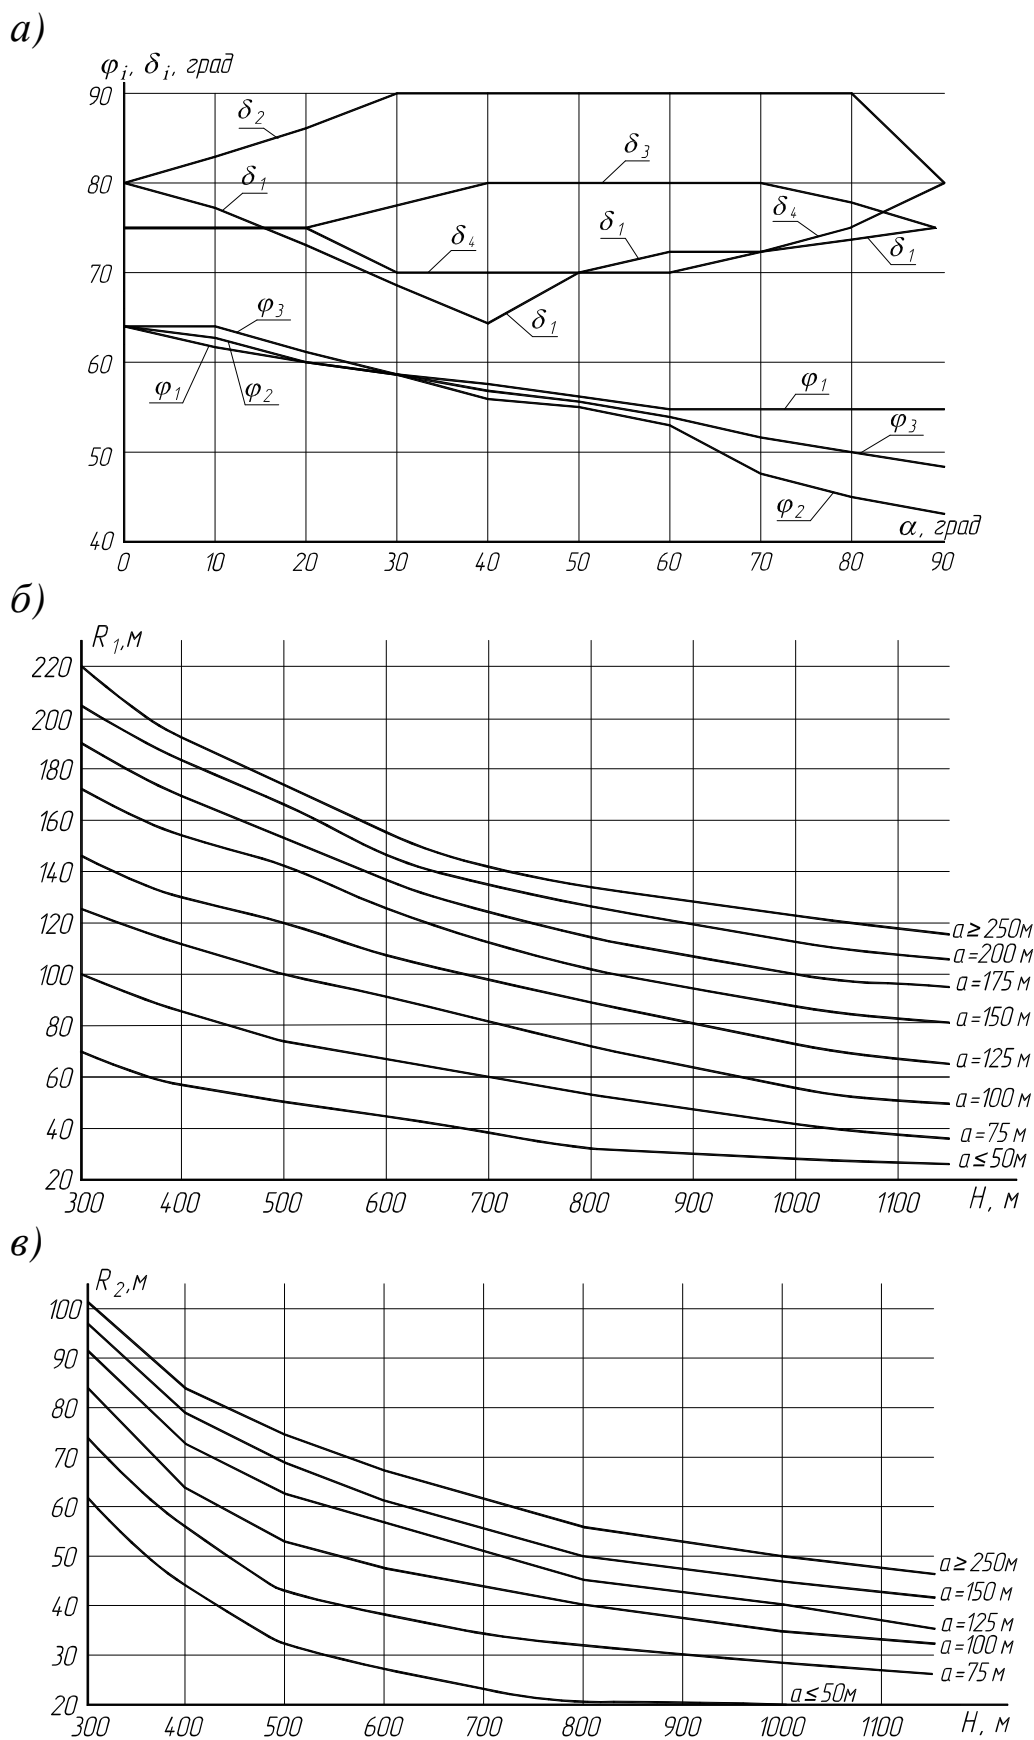 а)
φi, δi, град
90
δ2
δ3
δ1
80
δ4
δ1
δ4
δ1
70
δ1
φ3
60
φ1
φ2
φ1
φ3
50
φ2
α, град
40
0 10 20 30 40 50 60 70 80 90
б)
R1,м
220
200
180
160
140
120
a ≥ 250м
a=200 м
100
a=175 м
a=150 м
80
a=125 м
60
a=100 м
40
a=75 м
a ≤ 50м
20
300 400 500 600 700 800 900 1000 1100 H, м
в)
R2,м
100
90
80
70
60
50
a ≥ 250м
a=150 м
40
a=125 м
a=100 м
30
a=75 м
a ≤ 50м
20
300 400 500 600 700 800 900 1000 1100 H, м